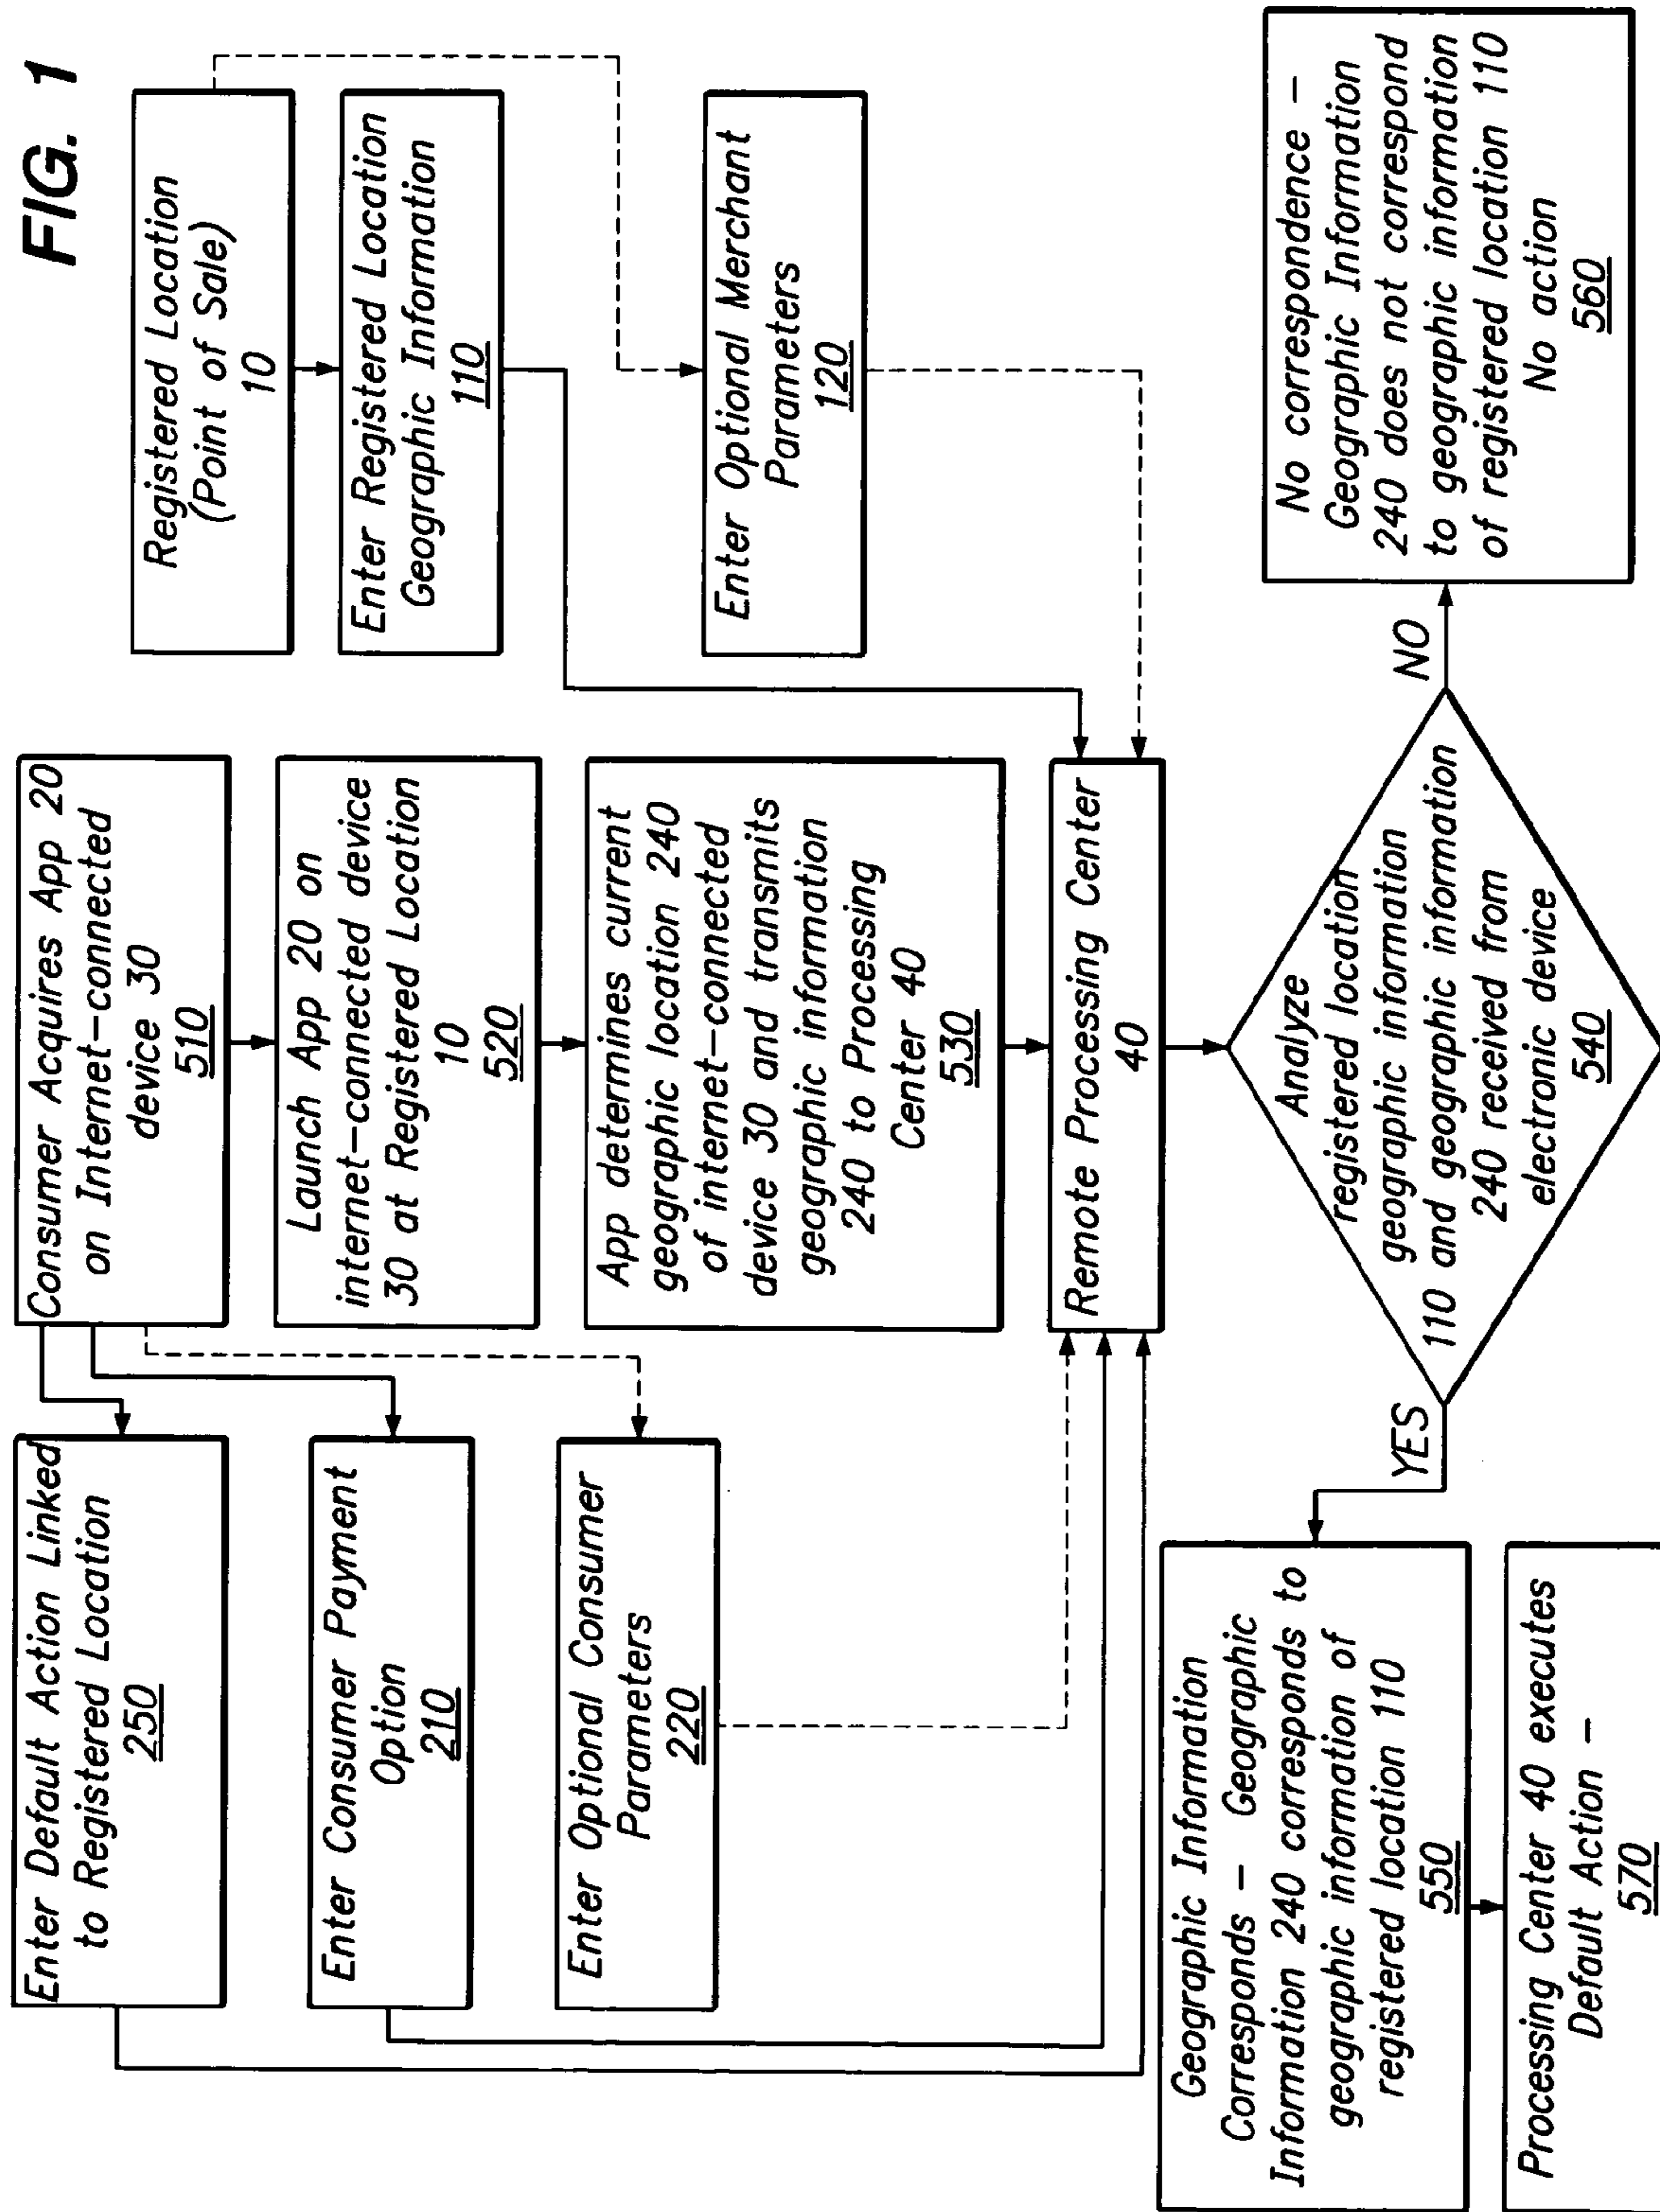 FIG. 1
Enter Default Action Linked
to Registered Location
250
Enter Consumer Payment
Option
210
Enter Optional Consumer
Parameters
220
Consumer Acquires App 20
on Internet-connected
device 30
510
Launch App 20 on
internet-connected device
30 at Registered Location
10
520
App determines current
geographic location 240
of internet-connected
device 30 and transmits
geographic information
240 to Processing
Center 40
530
Registered Location
(Point of Sale)
10
Enter Registered Location
Geographic Information
110
Enter Optional Merchant
Parameters
120
Remote Processing Center
40
Analyze
registered location
geographic information
110 and geographic information
240 received from
electronic device
540
YES
NO
Geographic Information
Corresponds - Geographic
Information 240 corresponds to
geographic information of
registered location 110
550
Processing Center 40 executes
Default Action -
570
No correspondence -
Geographic Information
240 does not correspond
to geographic information
of registered location 110
No action
560